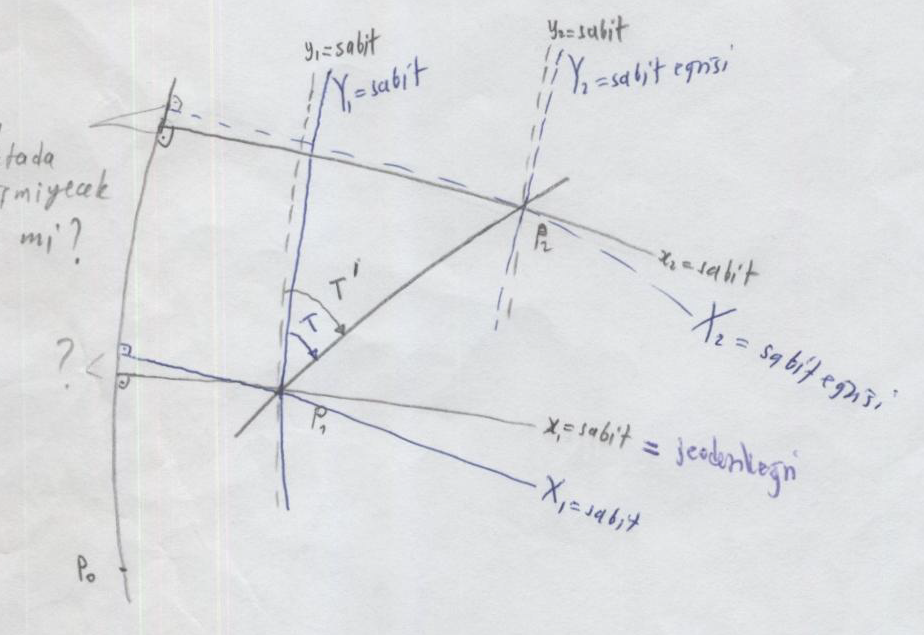 y₁=sabit
Y₁=sabit
y₂=sabit
Y₂=sabit eğrisi
tada
şmiyecek
mi?
T'
T
P₂
x₂=sabit
X₂=sabit eğrisi
?
P₁
x₁=sabit = jeodezik eğri
X₁=sabit
P₀